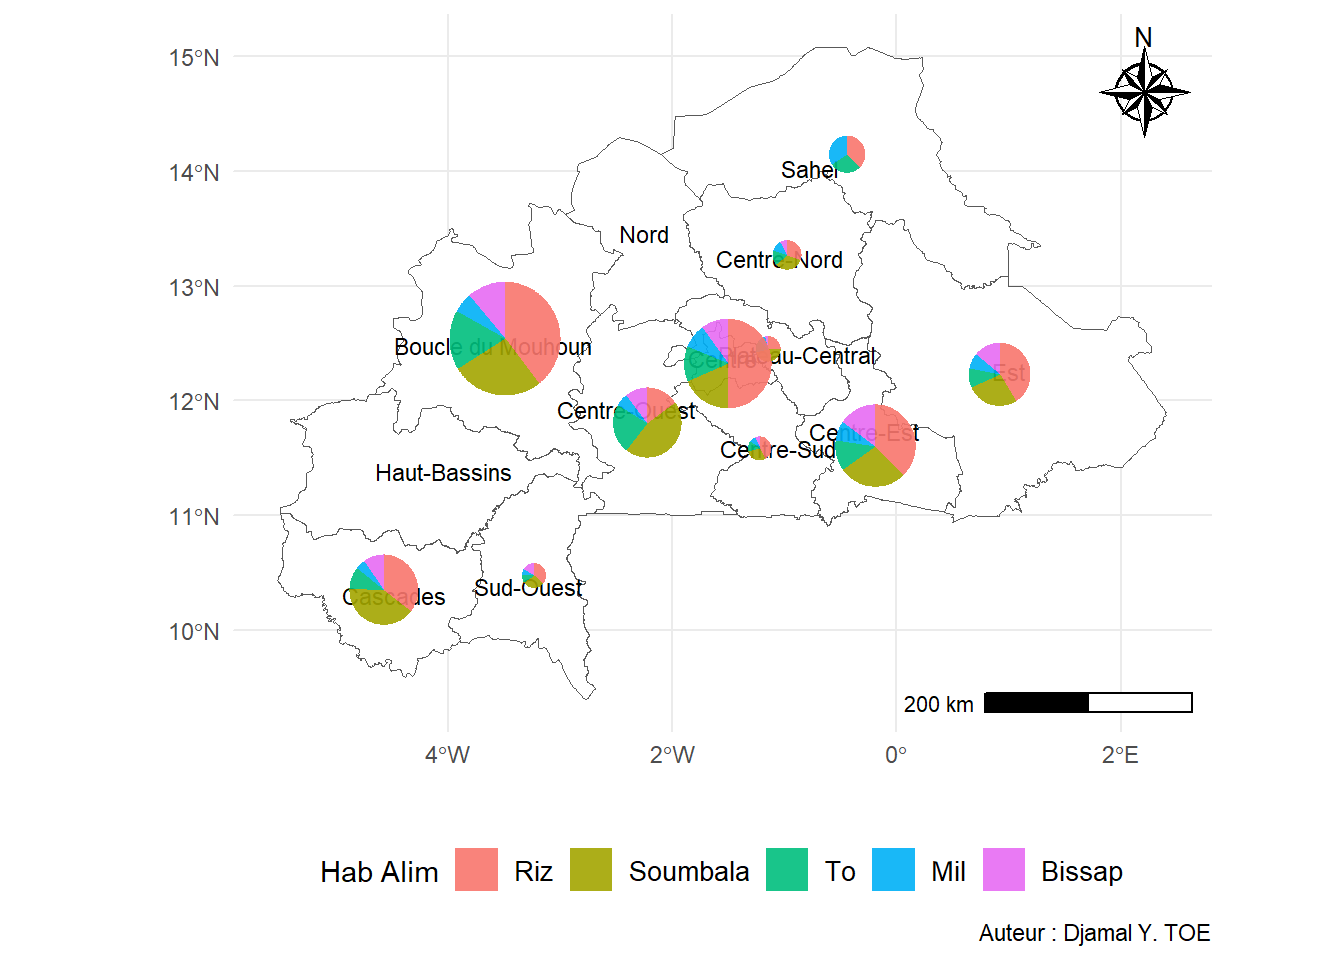 N
15°N
14°N
13°N
12°N
11°N
10°N
Sahel
Nord
Centre-Nord
Boucle du Mouhoun
Centre
Plateau-Central
Est
Centre-Ouest
Centre-Est
Centre-Sud
Haut-Bassins
Sud-Ouest
Cascades
200 km
4°W
2°W
0°
2°E
Hab Alim
Riz
Soumbala
To
Mil
Bissap
Auteur : Djamal Y. TOE